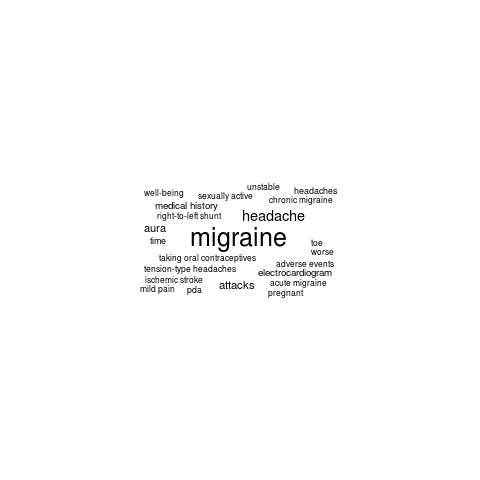 unstable
well-being
headaches
sexually active
chronic migraine
medical history
right-to-left shunt
headache
aura
migraine
time
toe
worse
taking oral contraceptives
adverse events
tension-type headaches
electrocardiogram
ischemic stroke
acute migraine
attacks
mild pain
pda
pregnant